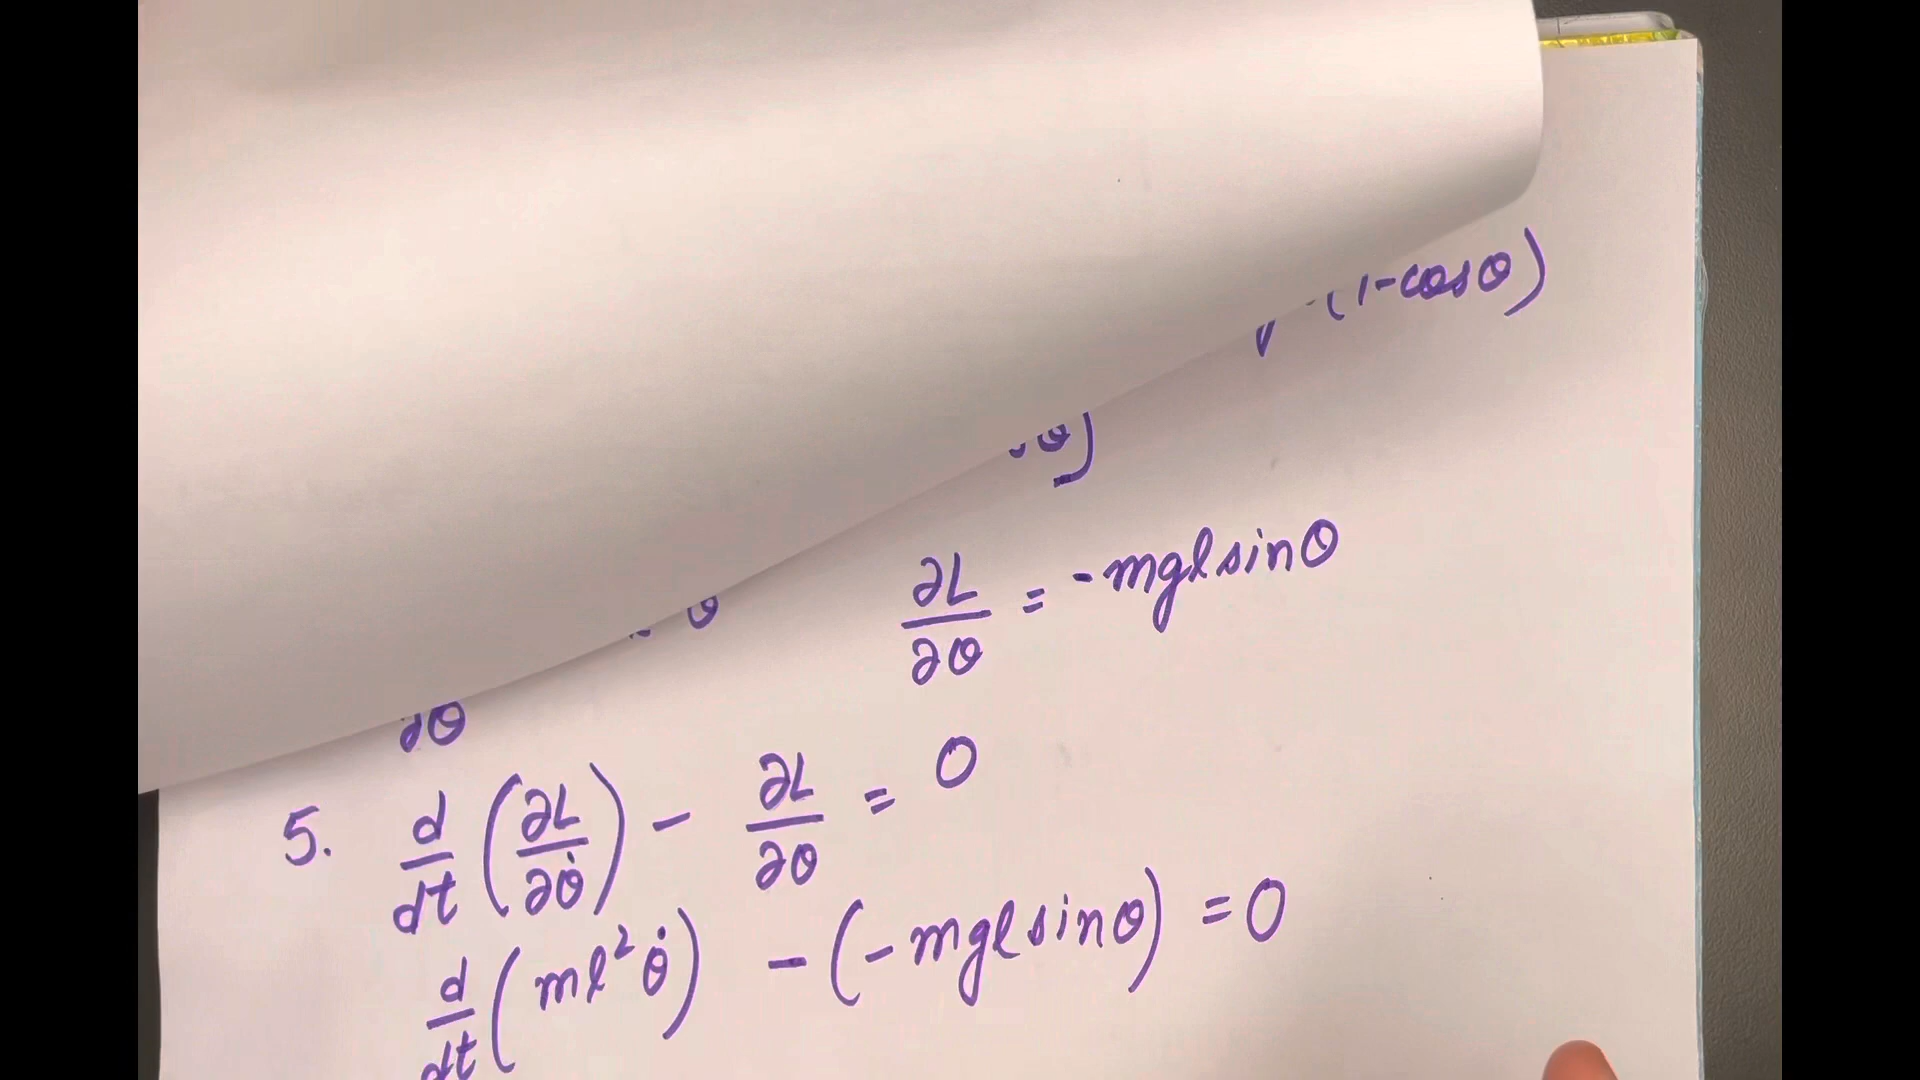 (1-cosθ)
θ)
∂L/∂θ = -mglsinθ
∂θ
5. d/dt (∂L/∂θ̇) - ∂L/∂θ = 0
d/dt (ml²θ̇) - (-mglsinθ) = 0